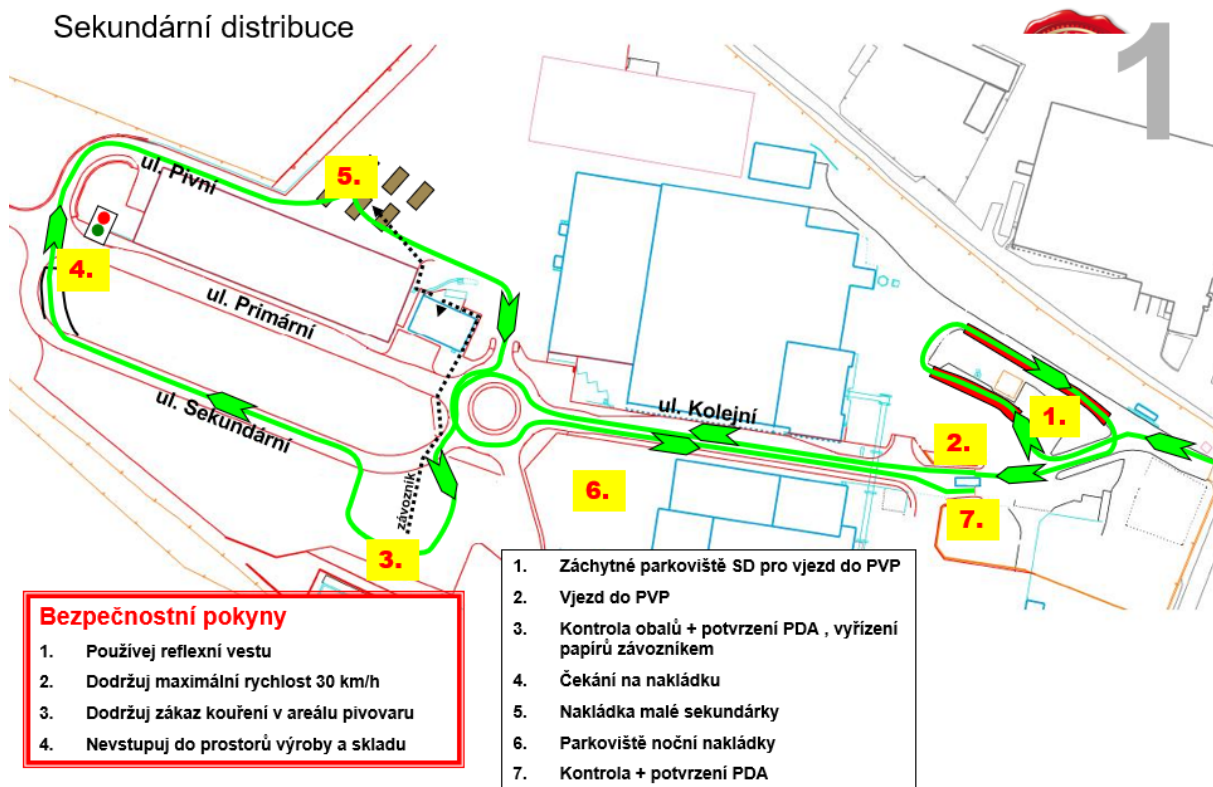 Sekundární distribuce
1
ul. Pivní
5.
4.
ul. Primární
ul. Sekundární
ul. Kolejní
1.
2.
6.
7.
závozník
3.
Bezpečnostní pokyny
1. Používej reflexní vestu
2. Dodržuj maximální rychlost 30 km/h
3. Dodržuj zákaz kouření v areálu pivovaru
4. Nevstupuj do prostorů výroby a skladu
1. Záchytné parkoviště SD pro vjezd do PVP
2. Vjezd do PVP
3. Kontrola obalů + potvrzení PDA , vyřízení
papírů závozníkem
4. Čekání na nakládku
5. Nakládka malé sekundárky
6. Parkoviště noční nakládky
7. Kontrola + potvrzení PDA